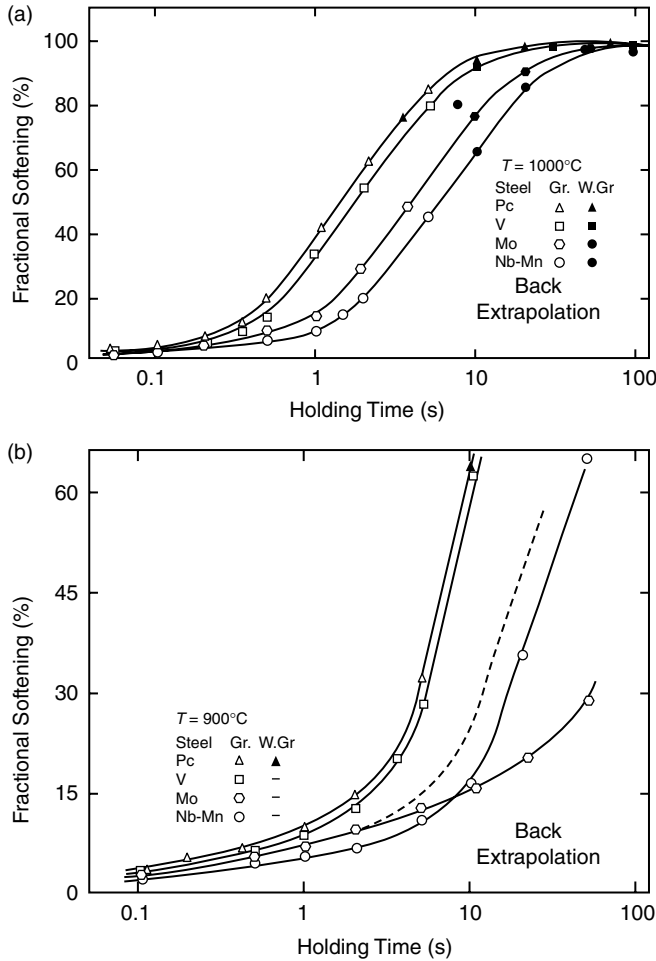 (a)
100
80
60
40
20
0
Fractional Softening (%)
T = 1000°C
Steel Gr. W.Gr
Pc
V
Mo
Nb-Mn
Back
Extrapolation
0.1 1 10 100
Holding Time (s)
(b)
60
45
30
15
0
Fractional Softening (%)
T = 900°C
Steel Gr. W.Gr
Pc
V –
Mo –
Nb-Mn –
Back
Extrapolation
0.1 1 10 100
Holding Time (s)